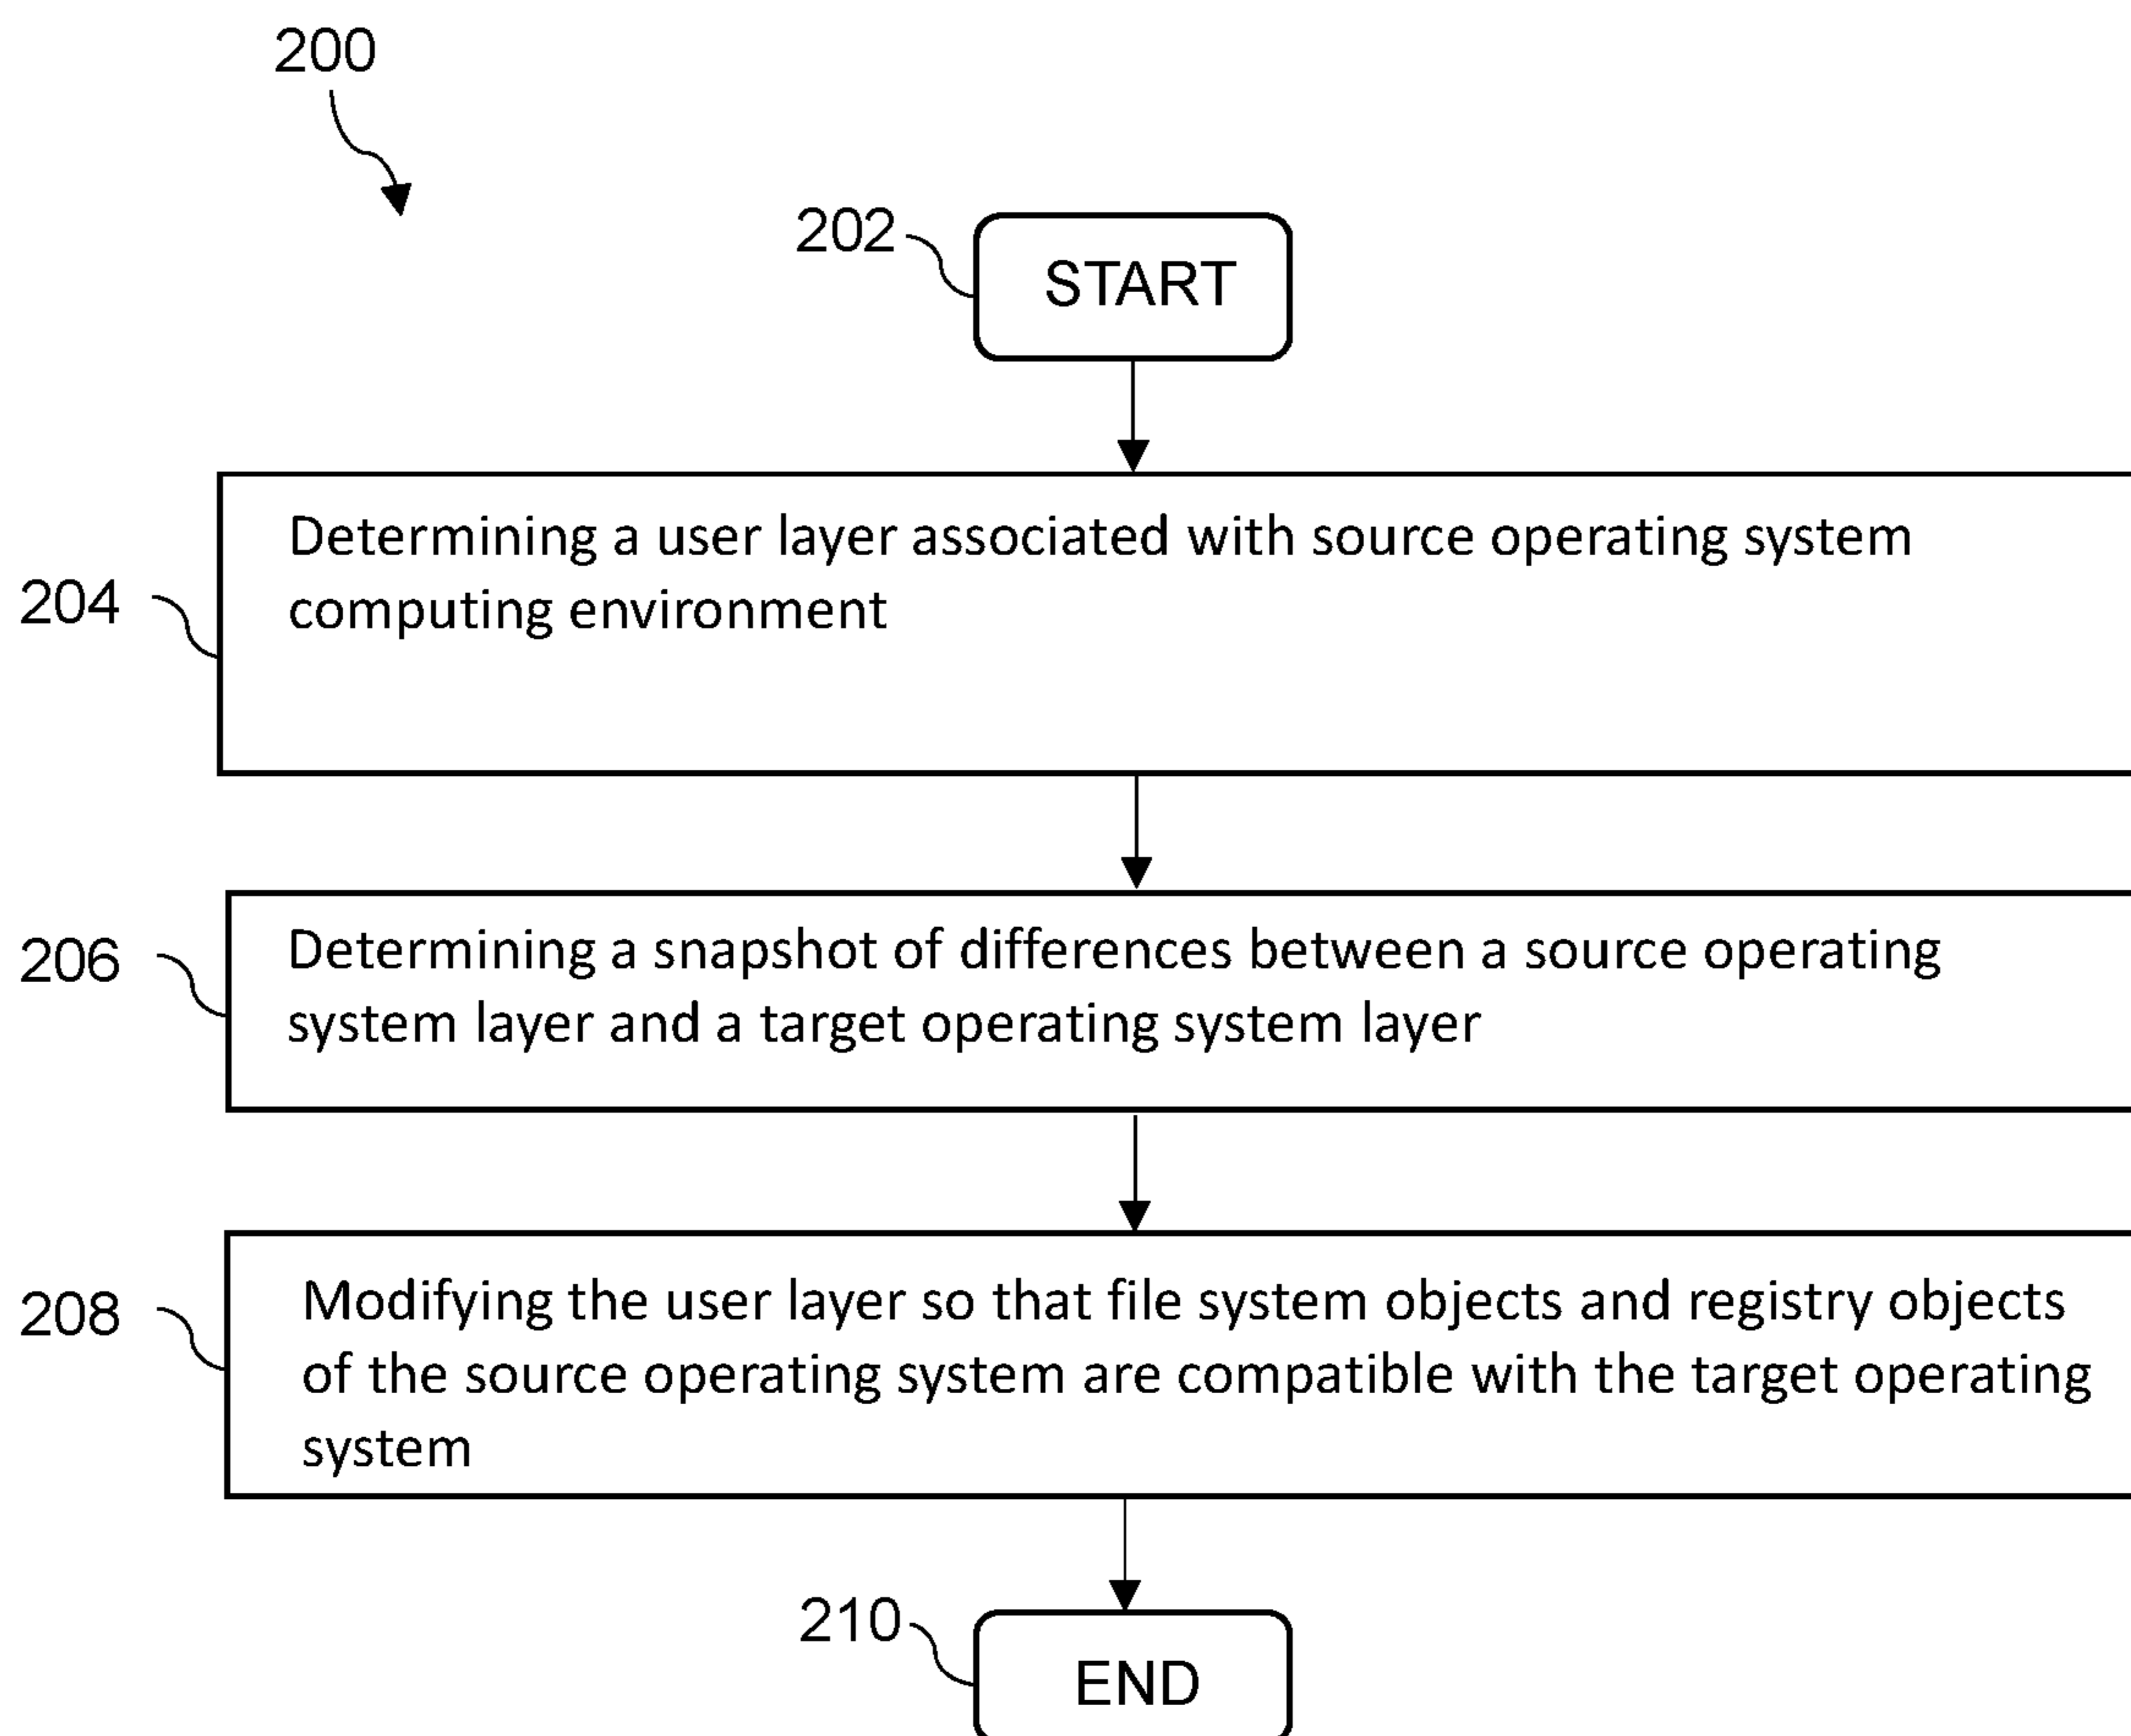 200
202
START
204
Determining a user layer associated with source operating system
computing environment
206
Determining a snapshot of differences between a source operating
system layer and a target operating system layer
208
Modifying the user layer so that file system objects and registry objects
of the source operating system are compatible with the target operating
system
210
END